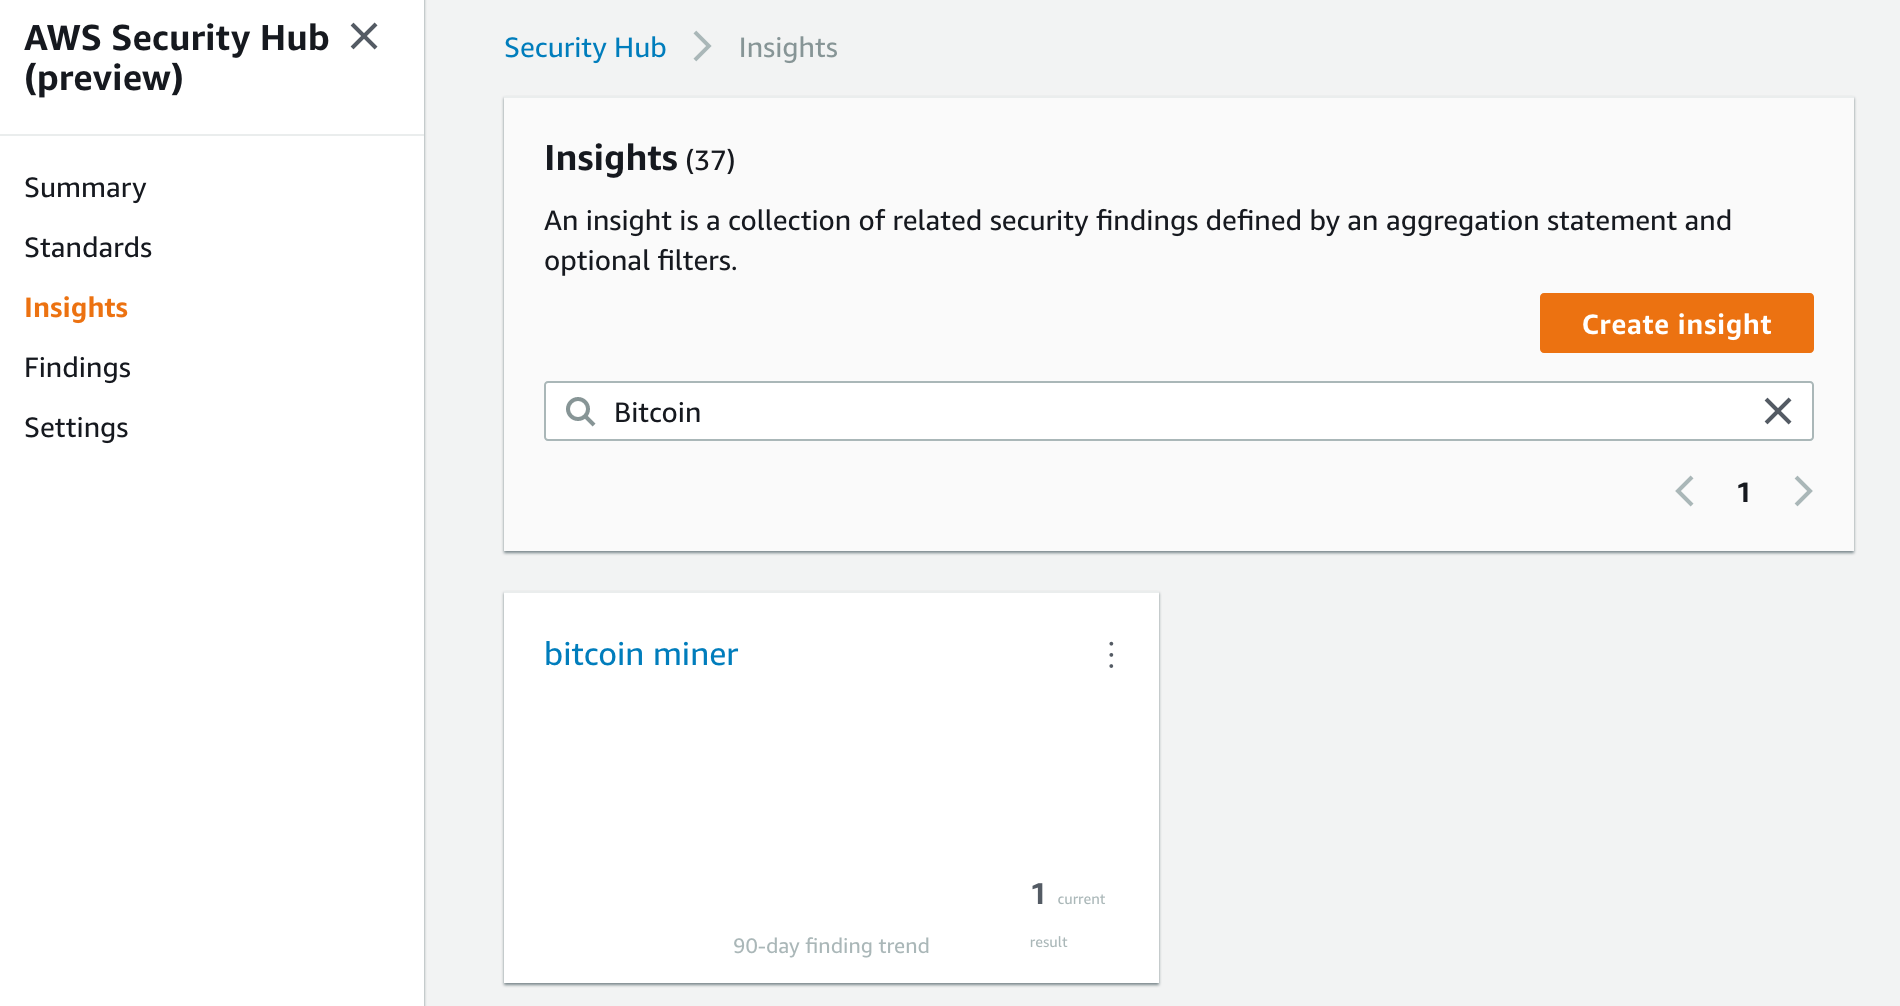 AWS Security Hub
(preview)
Summary
Standards
Insights
Findings
Settings
Security Hub Insights
Insights (37)
An insight is a collection of related security findings defined by an aggregation statement and
optional filters.
Create insight
Bitcoin
1
bitcoin miner
1 current
result
90-day finding trend